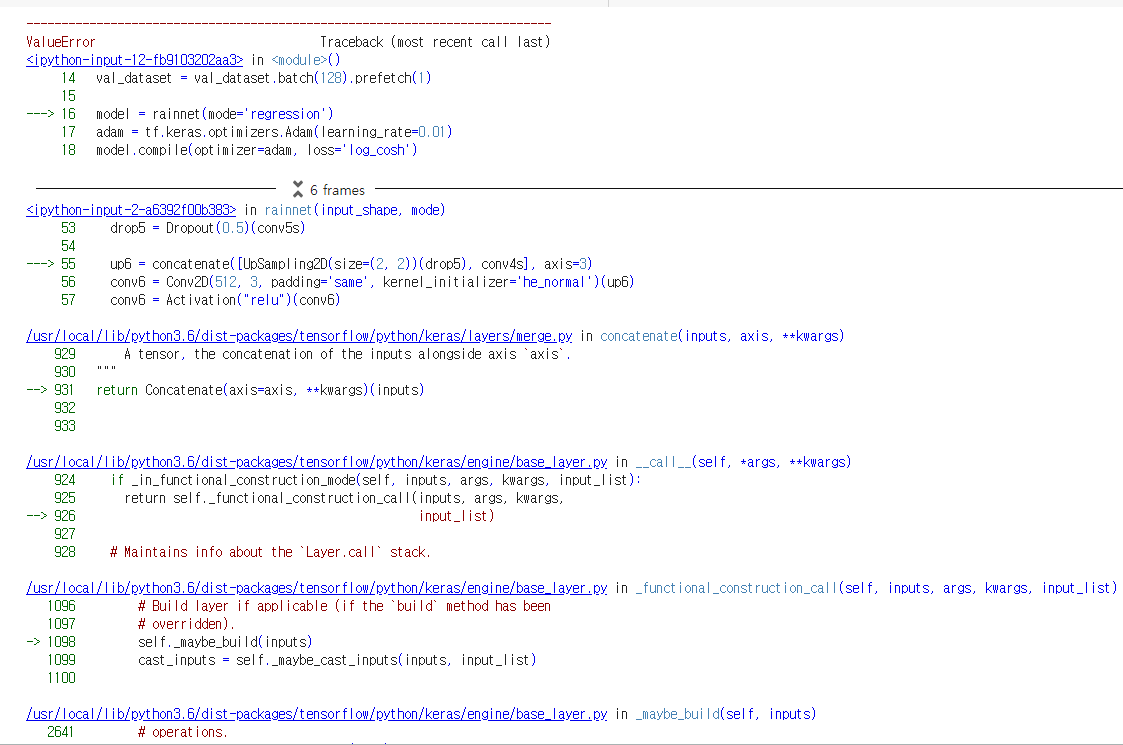 ---------------------------------------------------------------------------
ValueError                                Traceback (most recent call last)
<ipython-input-12-fb9103202aa3> in <module>()
     14 val_dataset = val_dataset.batch(128).prefetch(1)
     15
---> 16 model = rainnet(mode='regression')
     17 adam = tf.keras.optimizers.Adam(learning_rate=0.01)
     18 model.compile(optimizer=adam, loss='log_cosh')
6 frames
<ipython-input-2-a6392f00b383> in rainnet(input_shape, mode)
     53   drop5 = Dropout(0.5)(conv5s)
     54
---> 55   up6 = concatenate([UpSampling2D(size=(2, 2))(drop5), conv4s], axis=3)
     56   conv6 = Conv2D(512, 3, padding='same', kernel_initializer='he_normal')(up6)
     57   conv6 = Activation("relu")(conv6)
/usr/local/lib/python3.6/dist-packages/tensorflow/python/keras/layers/merge.py in concatenate(inputs, axis, **kwargs)
    929     A tensor, the concatenation of the inputs alongside axis `axis`.
    930 """
--> 931 return Concatenate(axis=axis, **kwargs)(inputs)
    932
    933
/usr/local/lib/python3.6/dist-packages/tensorflow/python/keras/engine/base_layer.py in __call__(self, *args, **kwargs)
    924   if _in_functional_construction_mode(self, inputs, args, kwargs, input_list):
    925     return self._functional_construction_call(inputs, args, kwargs,
--> 926                                               input_list)
    927
    928   # Maintains info about the `Layer.call` stack.
/usr/local/lib/python3.6/dist-packages/tensorflow/python/keras/engine/base_layer.py in _functional_construction_call(self, inputs, args, kwargs, input_list)
   1096       # Build layer if applicable (if the `build` method has been
   1097       # overridden).
-> 1098       self._maybe_build(inputs)
   1099       cast_inputs = self._maybe_cast_inputs(inputs, input_list)
   1100
/usr/local/lib/python3.6/dist-packages/tensorflow/python/keras/engine/base_layer.py in _maybe_build(self, inputs)
   2641       # operations.